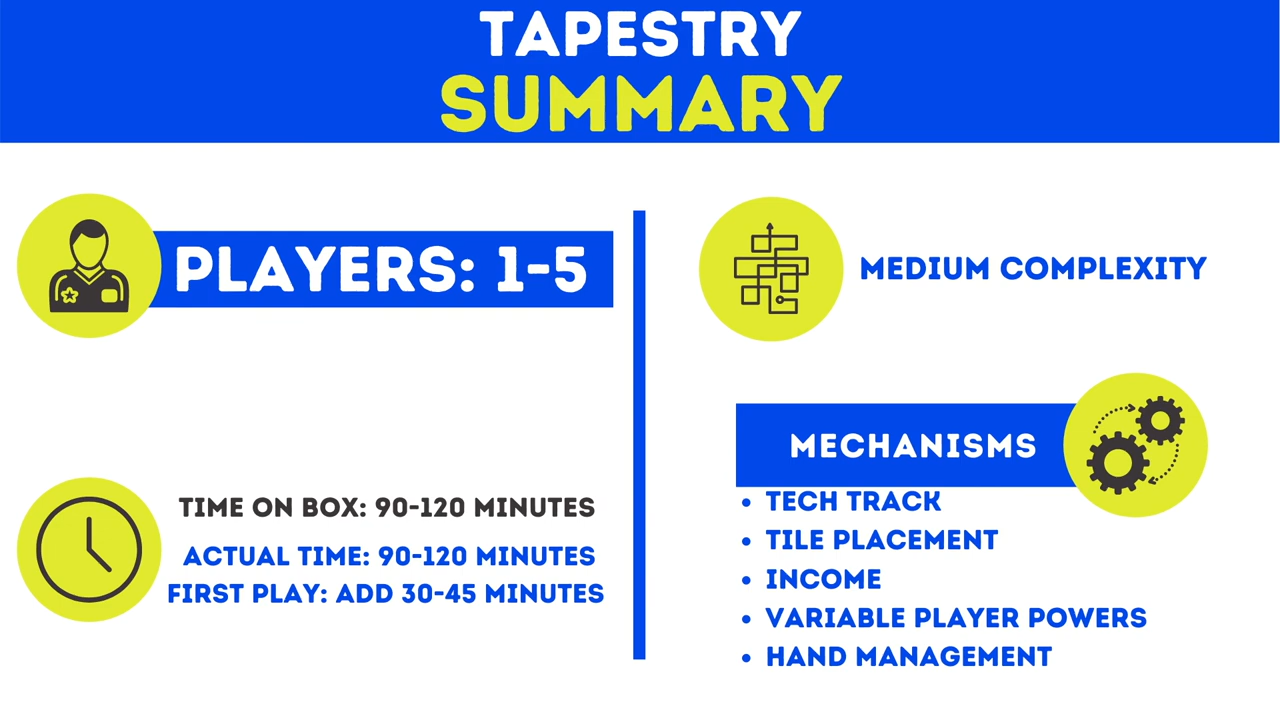 TAPESTRY
SUMMARY
PLAYERS: 1-5
TIME ON BOX: 90-120 MINUTES
ACTUAL TIME: 90-120 MINUTES
FIRST PLAY: ADD 30-45 MINUTES
MEDIUM COMPLEXITY
MECHANISMS
• TECH TRACK
• TILE PLACEMENT
• INCOME
• VARIABLE PLAYER POWERS
• HAND MANAGEMENT